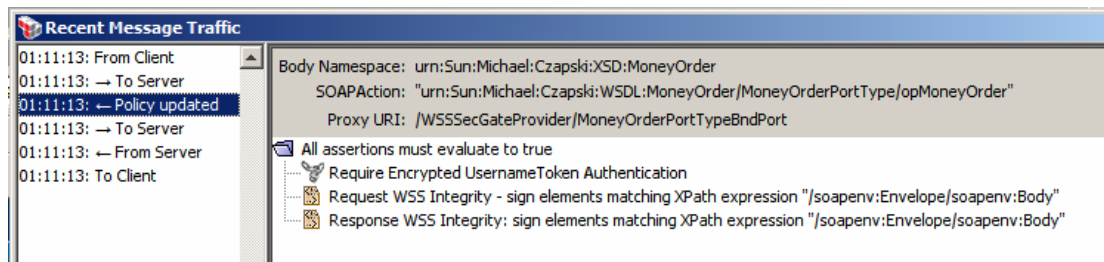 Recent Message Traffic
01:11:13: From Client
01:11:13: → To Server
01:11:13: ← Policy updated
01:11:13: → To Server
01:11:13: ← From Server
01:11:13: To Client
Body Namespace: urn:Sun:Michael:Czapski:XSD:MoneyOrder
SOAPAction: "urn:Sun:Michael:Czapski:WSDL:MoneyOrder/MoneyOrderPortType/opMoneyOrder"
Proxy URI: /WSSSecGateProvider/MoneyOrderPortTypeBndPort
All assertions must evaluate to true
Require Encrypted UsernameToken Authentication
Request WSS Integrity - sign elements matching XPath expression "/soapenv:Envelope/soapenv:Body"
Response WSS Integrity: sign elements matching XPath expression "/soapenv:Envelope/soapenv:Body"